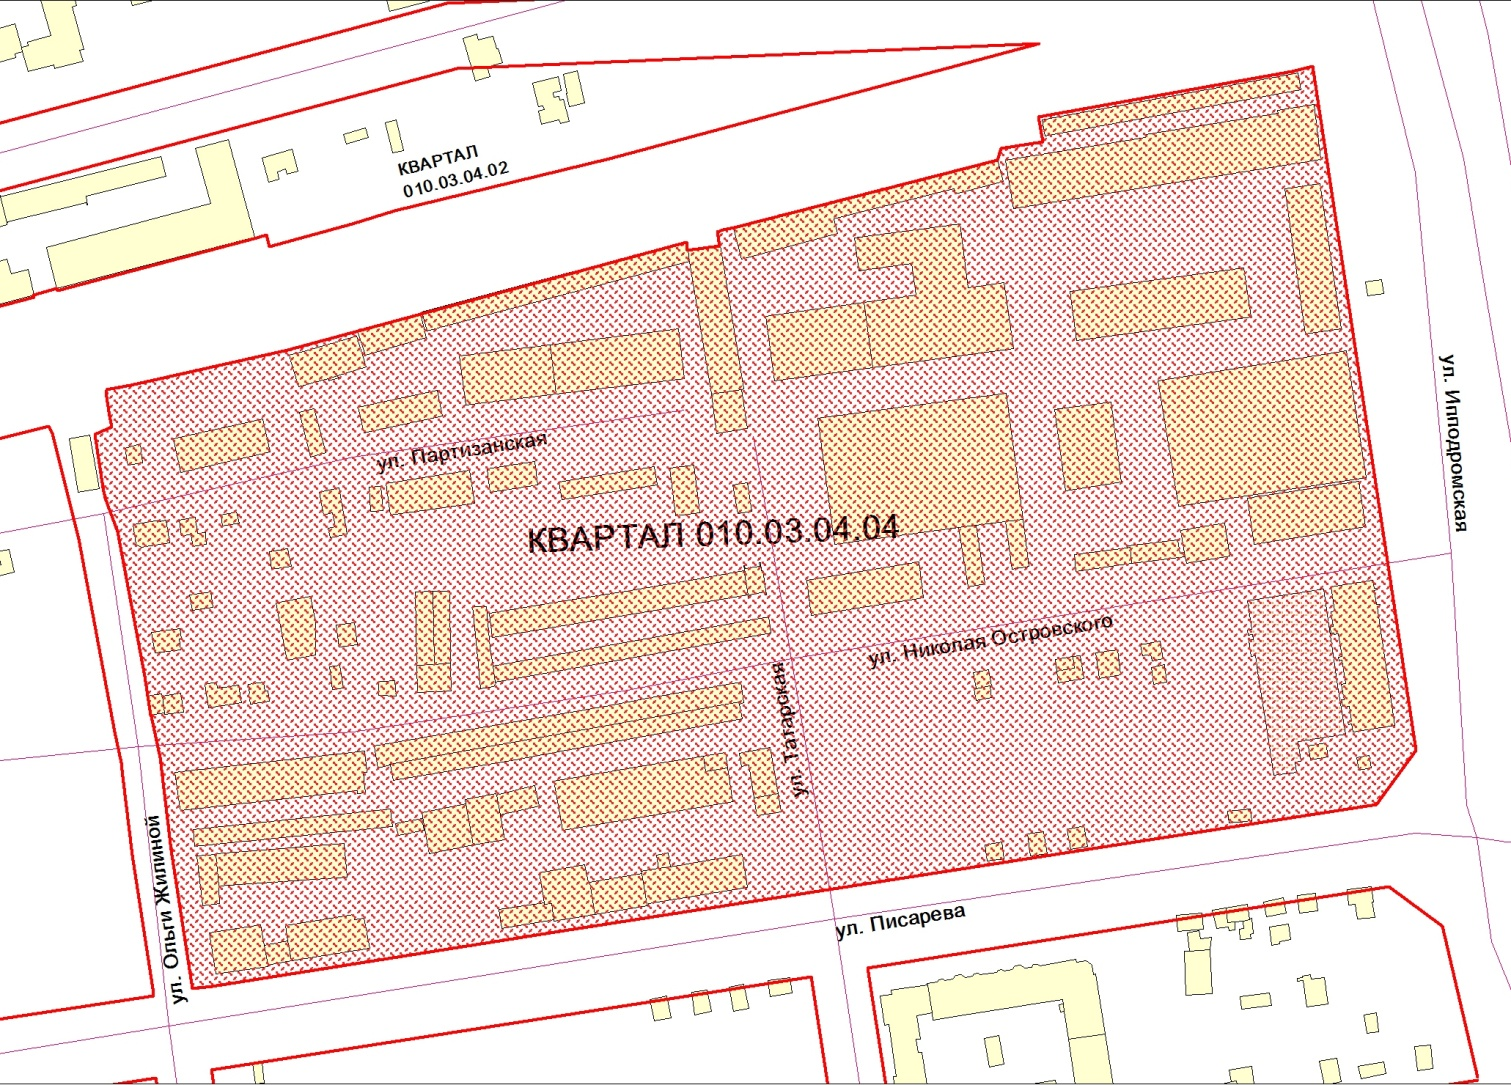 КВАРТАЛ
010.03.04.02
ул. Ипподромская
ул. Партизанская
КВАРТАЛ 010.03.04.04
ул. Николая Островского
ул. Татарская
ул. Ольги Жилиной
ул. Писарева